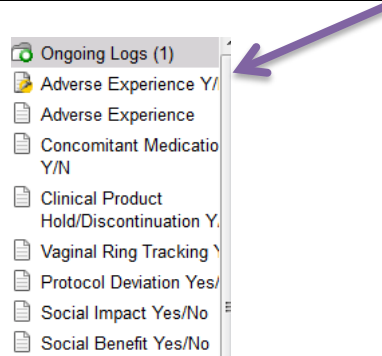 Ongoing Logs (1)
Adverse Experience Y/
Adverse Experience
Concomitant Medicatio
Y/N
Clinical Product
Hold/Discontinuation Y
Vaginal Ring Tracking Y
Protocol Deviation Yes/
Social Impact Yes/No
Social Benefit Yes/No